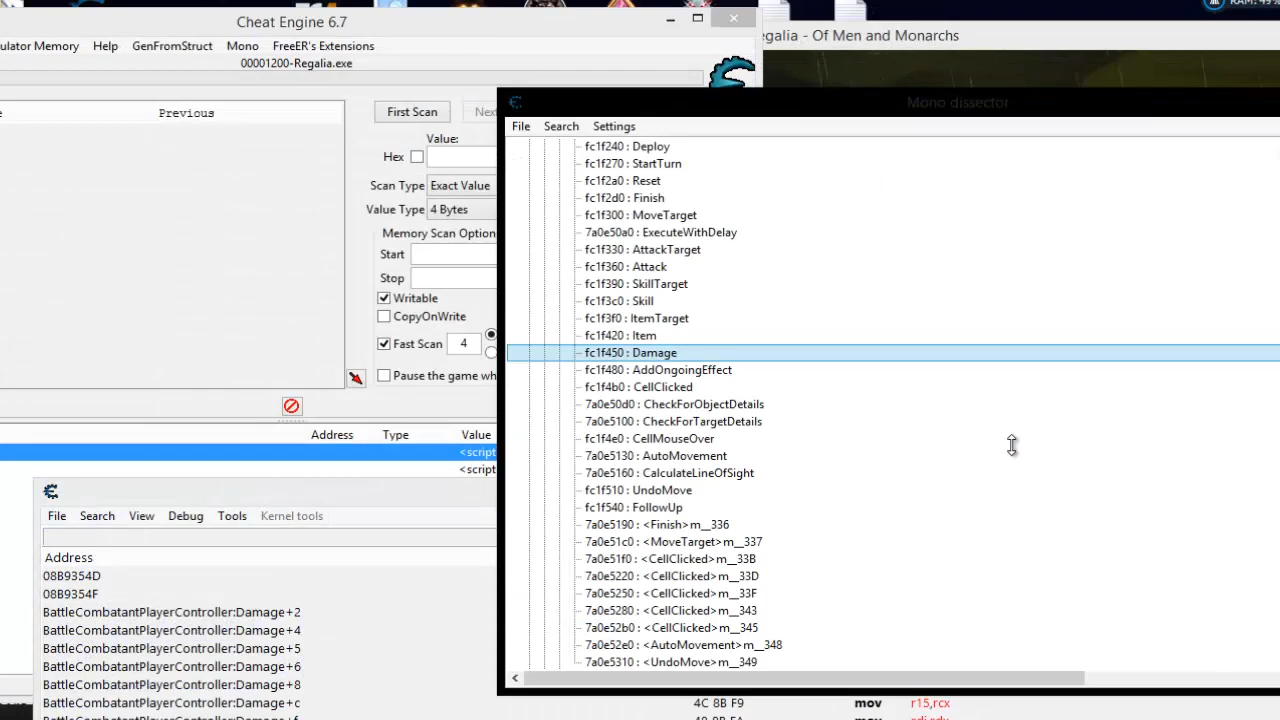 RAM: 49%
Cheat Engine 6.7
egalia - Of Men and Monarchs
ulator Memory Help GenFromStruct Mono FreeER's Extensions
00001200-Regalia.exe
Mono dissector
e Previous
First Scan Nex
Value:
Hex
Scan Type Exact Value
Value Type 4 Bytes
Memory Scan Option
Start
Stop
Writable
CopyOnWrite
Fast Scan 4
Pause the game wh
Address Type Value
<script
<script
File Search Settings
fc1f240 : Deploy
fc1f270 : StartTurn
fc1f2a0 : Reset
fc1f2d0 : Finish
fc1f300 : MoveTarget
7a0e50a0 : ExecuteWithDelay
fc1f330 : AttackTarget
fc1f360 : Attack
fc1f390 : SkillTarget
fc1f3c0 : Skill
fc1f3f0 : ItemTarget
fc1f420 : Item
fc1f450 : Damage
fc1f480 : AddOngoingEffect
fc1f4b0 : CellClicked
7a0e50d0 : CheckForObjectDetails
7a0e5100 : CheckForTargetDetails
fc1f4e0 : CellMouseOver
7a0e5130 : AutoMovement
7a0e5160 : CalculateLineOfSight
fc1f510 : UndoMove
fc1f540 : FollowUp
7a0e5190 : <Finish>m__336
7a0e51c0 : <MoveTarget>m__337
7a0e51f0 : <CellClicked>m__33B
7a0e5220 : <CellClicked>m__33D
7a0e5250 : <CellClicked>m__33F
7a0e5280 : <CellClicked>m__343
7a0e52b0 : <CellClicked>m__345
7a0e52e0 : <AutoMovement>m__348
7a0e5310 : <UndoMove>m__349
File Search View Debug Tools Kernel tools
Address
08B9354D
08B9354F
BattleCombatantPlayerController:Damage+2
BattleCombatantPlayerController:Damage+4
BattleCombatantPlayerController:Damage+5
BattleCombatantPlayerController:Damage+6
BattleCombatantPlayerController:Damage+8
BattleCombatantPlayerController:Damage+c
4C 8B F9 mov r15,rcx